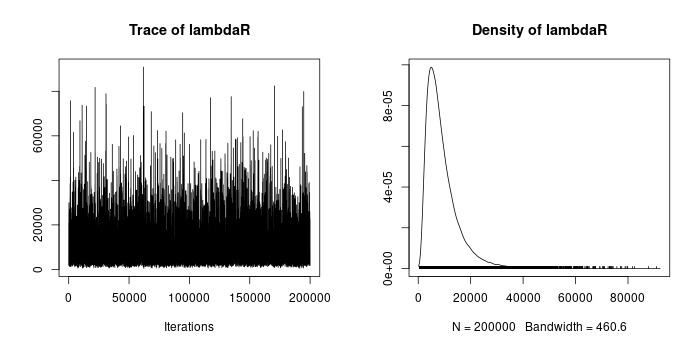 Trace of lambdaR
0 20000 60000
0 50000 100000 150000 200000
Iterations
Density of lambdaR
0e+00 4e-05 8e-05
0 20000 40000 60000 80000
N = 200000 Bandwidth = 460.6